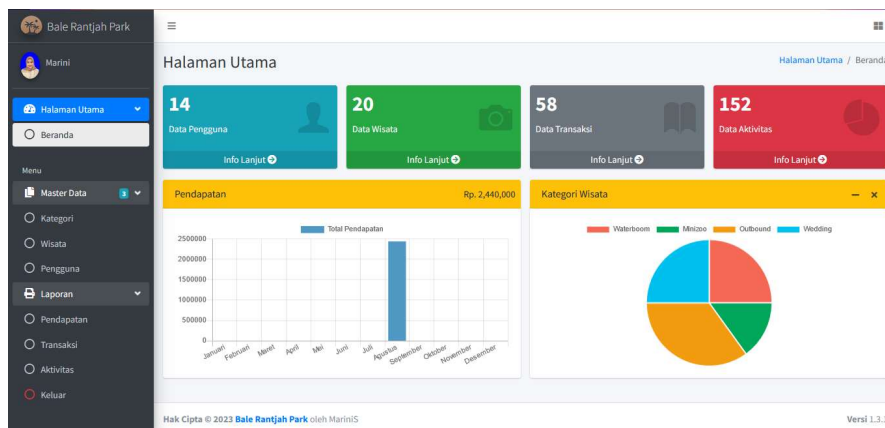 Bale Rantjah Park
Marini
Halaman Utama
Beranda
Menu
Master Data 3
Kategori
Wisata
Pengguna
Laporan
Pendapatan
Transaksi
Aktivitas
Keluar
Halaman Utama
Halaman Utama / Beranda
14
Data Pengguna
Info Lanjut
20
Data Wisata
Info Lanjut
58
Data Transaksi
Info Lanjut
152
Data Aktivitas
Info Lanjut
Pendapatan Rp. 2,440,000
Total Pendapatan
2500000
2000000
1500000
1000000
500000
0
Januari Februari Maret April Mei Juni Juli Agustus September Oktober November Desember
Kategori Wisata
Waterboom Minizoo Outbound Wedding
Hak Cipta © 2023 Bale Rantjah Park oleh MariniS
Versi 1.3.